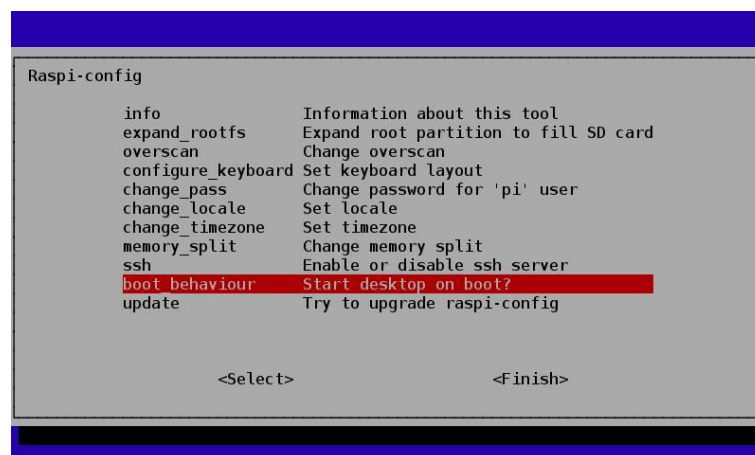 Raspi-config
info Information about this tool
expand_rootfs Expand root partition to fill SD card
overscan Change overscan
configure_keyboard Set keyboard layout
change_pass Change password for 'pi' user
change_locale Set locale
change_timezone Set timezone
memory_split Change memory split
ssh Enable or disable ssh server
boot_behaviour Start desktop on boot?
update Try to upgrade raspi-config
<Select> <Finish>